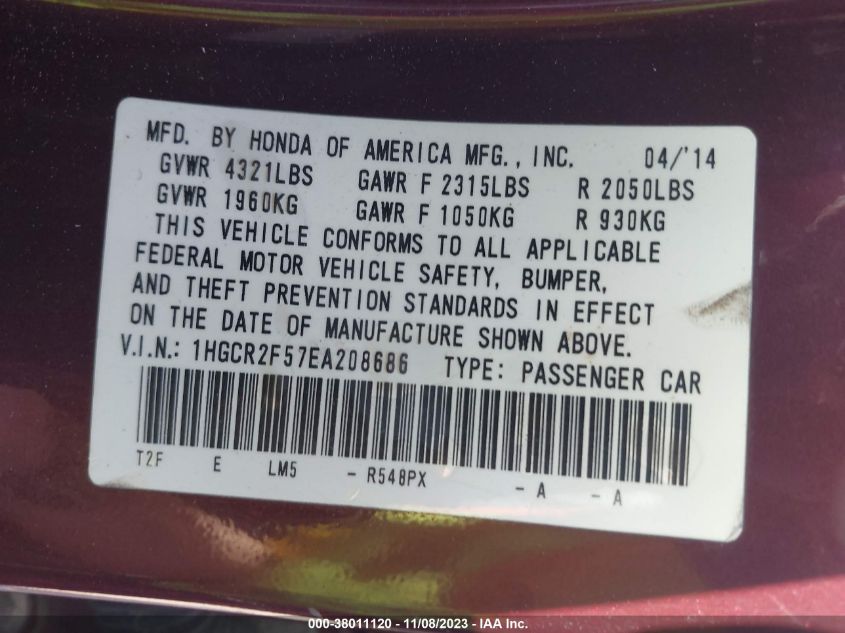 MFD. BY HONDA OF AMERICA MFG., INC. 04/'14
GVWR 4321LBS GAWR F 2315LBS R 2050LBS
GVWR 1960KG GAWR F 1050KG R 930KG
THIS VEHICLE CONFORMS TO ALL APPLICABLE
FEDERAL MOTOR VEHICLE SAFETY, BUMPER,
AND THEFT PREVENTION STANDARDS IN EFFECT
ON THE DATE OF MANUFACTURE SHOWN ABOVE.
V.I.N.: 1HGCR2F57EA208686 TYPE: PASSENGER CAR
T2F E LM5 - R548PX - A - A
000-38011120 - 11/08/2023 - IAA Inc.